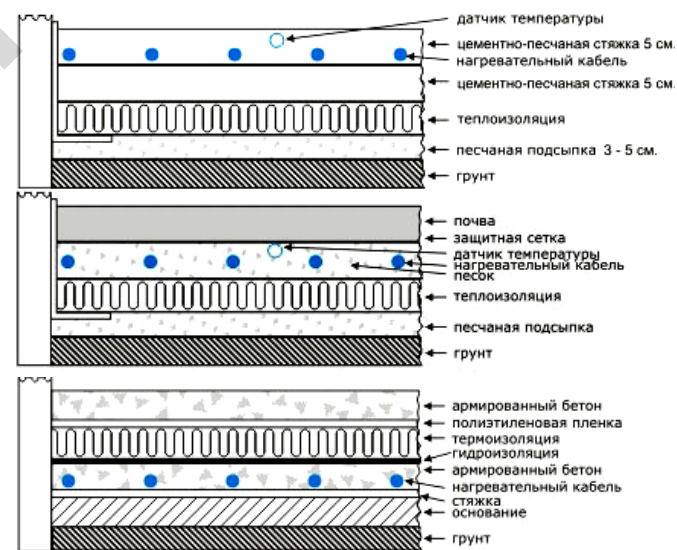 датчик температуры
цементно-песчаная стяжка 5 см.
нагревательный кабель
цементно-песчаная стяжка 5 см.
теплоизоляция
песчаная подсыпка 3 - 5 см.
грунт
почва
защитная сетка
датчик температуры
нагревательный кабель
песок
теплоизоляция
песчаная подсыпка
грунт
армированный бетон
полиэтиленовая пленка
термоизоляция
гидроизоляция
армированный бетон
нагревательный кабель
стяжка
основание
грунт